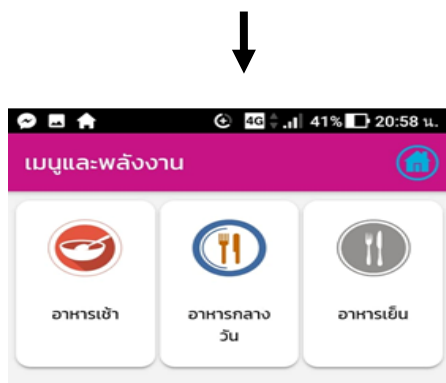 4G 41% 20:58 น.
เมนูและพลังงาน
อาหารเช้า
อาหารกลาง
วัน
อาหารเย็น